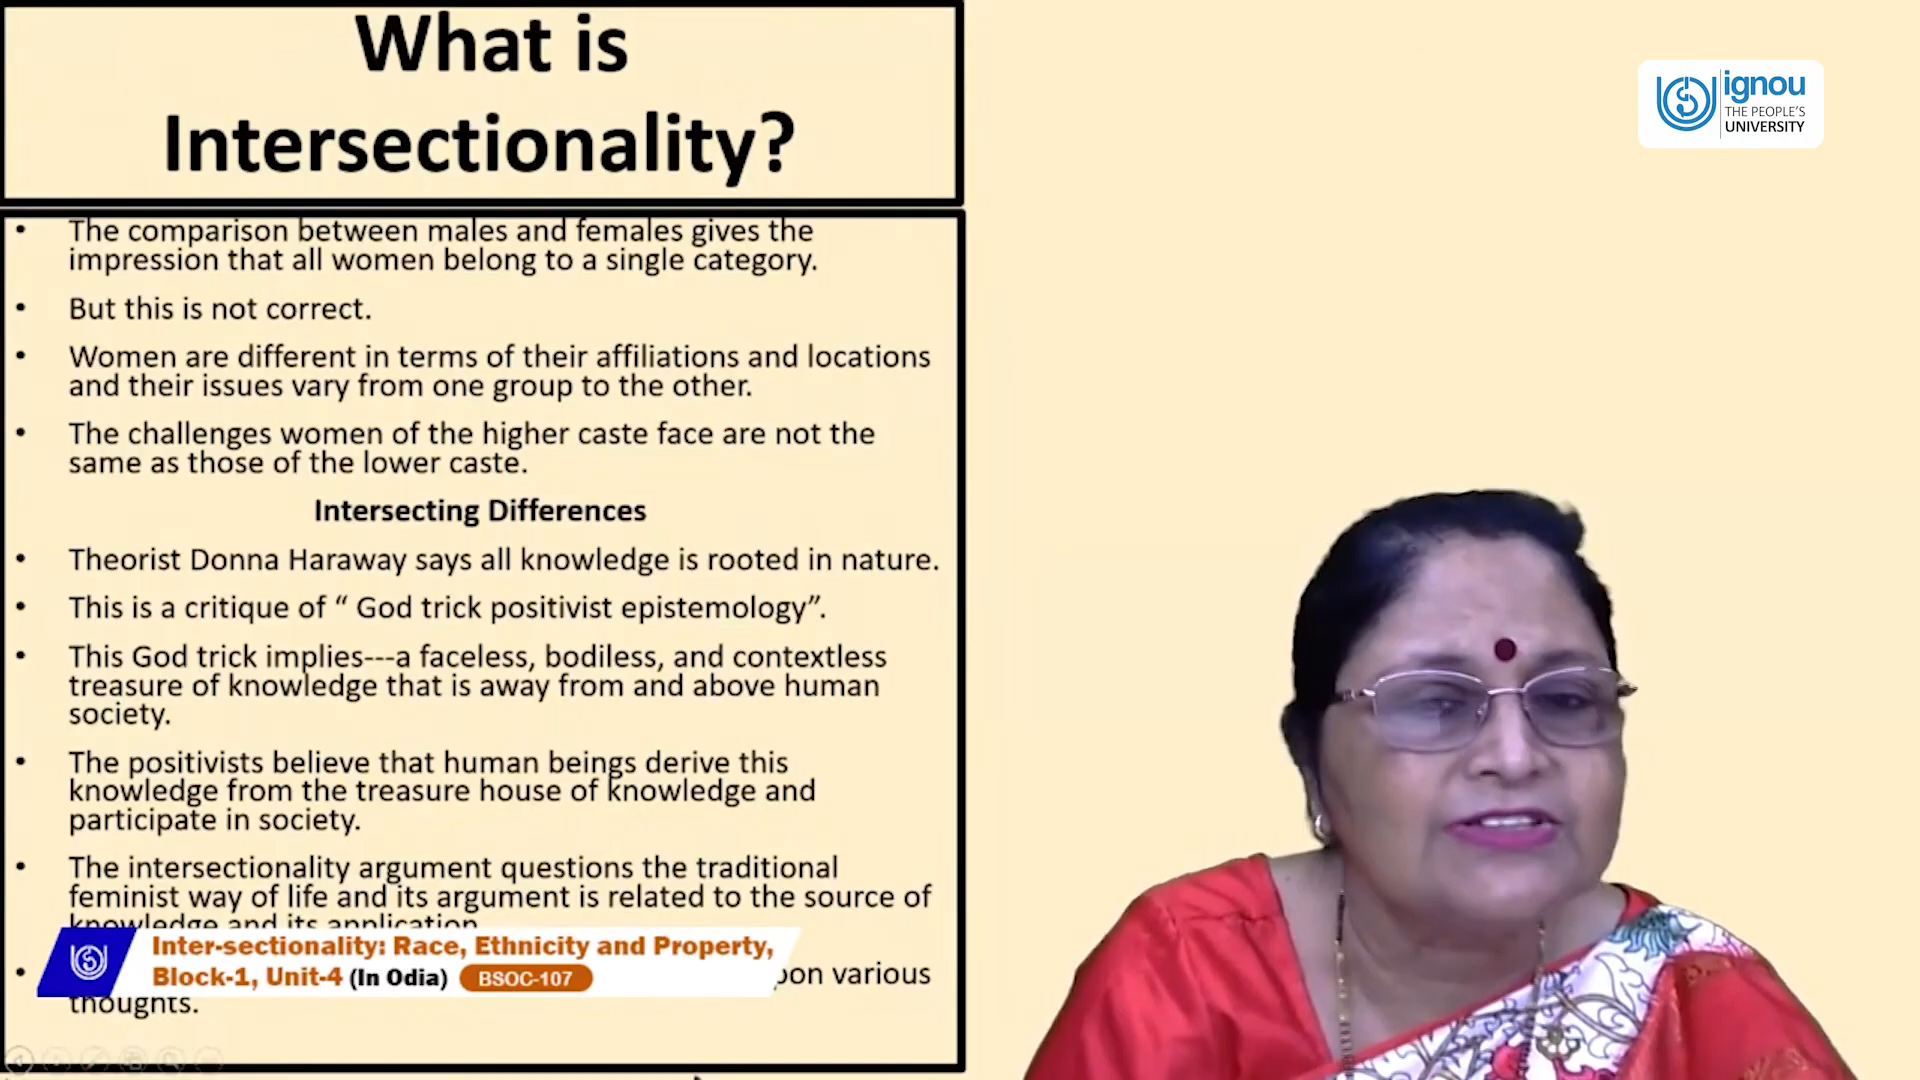 What is
Intersectionality?
ignou
THE PEOPLE'S
UNIVERSITY
• The comparison between males and females gives the
impression that all women belong to a single category.
• But this is not correct.
• Women are different in terms of their affiliations and locations
and their issues vary from one group to the other.
• The challenges women of the higher caste face are not the
same as those of the lower caste.
Intersecting Differences
• Theorist Donna Haraway says all knowledge is rooted in nature.
• This is a critique of “ God trick positivist epistemology”.
• This God trick implies---a faceless, bodiless, and contextless
treasure of knowledge that is away from and above human
society.
• The positivists believe that human beings derive this
knowledge from the treasure house of knowledge and
participate in society.
• The intersectionality argument questions the traditional
feminist way of life and its argument is related to the source of
knowledge and its application
Inter-sectionality: Race, Ethnicity and Property,
Block-1, Unit-4 (In Odia) BSOC-107
• various
thoughts.